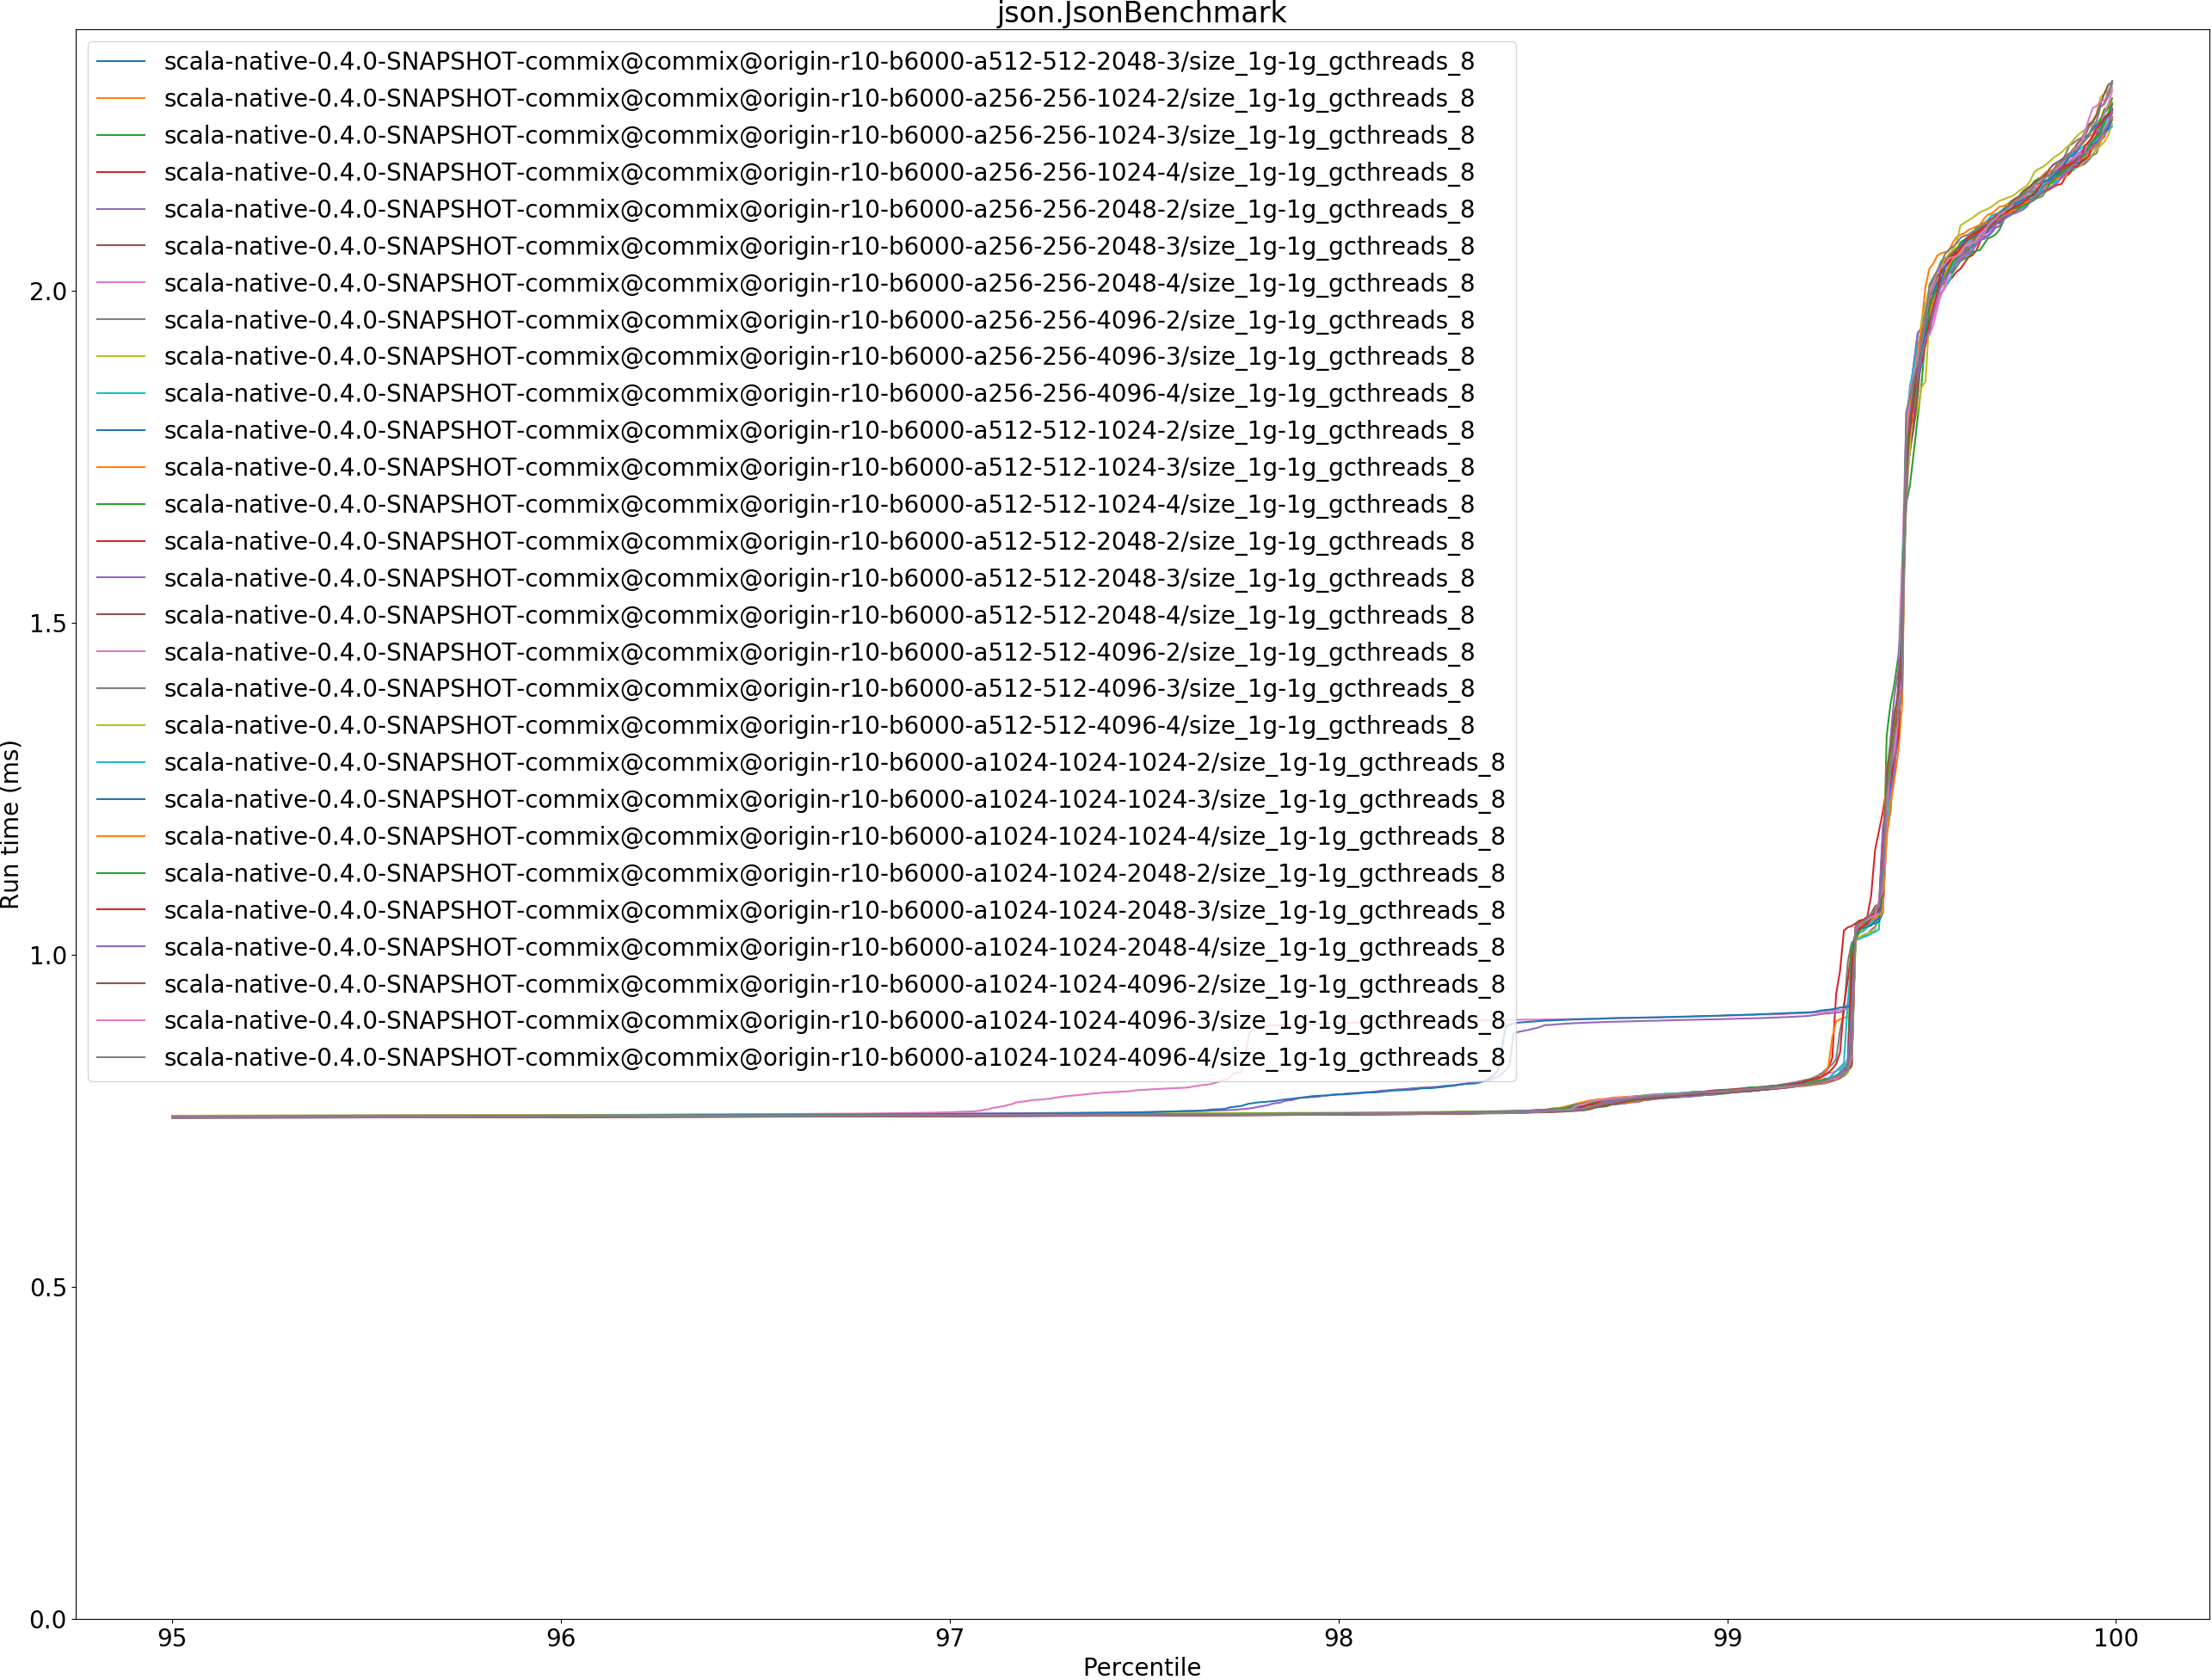 json.JsonBenchmark
scala-native-0.4.0-SNAPSHOT-commix@commix@origin-r10-b6000-a512-512-2048-3/size_1g-1g_gcthreads_8
scala-native-0.4.0-SNAPSHOT-commix@commix@origin-r10-b6000-a256-256-1024-2/size_1g-1g_gcthreads_8
scala-native-0.4.0-SNAPSHOT-commix@commix@origin-r10-b6000-a256-256-1024-3/size_1g-1g_gcthreads_8
scala-native-0.4.0-SNAPSHOT-commix@commix@origin-r10-b6000-a256-256-1024-4/size_1g-1g_gcthreads_8
scala-native-0.4.0-SNAPSHOT-commix@commix@origin-r10-b6000-a256-256-2048-2/size_1g-1g_gcthreads_8
scala-native-0.4.0-SNAPSHOT-commix@commix@origin-r10-b6000-a256-256-2048-3/size_1g-1g_gcthreads_8
scala-native-0.4.0-SNAPSHOT-commix@commix@origin-r10-b6000-a256-256-2048-4/size_1g-1g_gcthreads_8
scala-native-0.4.0-SNAPSHOT-commix@commix@origin-r10-b6000-a256-256-4096-2/size_1g-1g_gcthreads_8
scala-native-0.4.0-SNAPSHOT-commix@commix@origin-r10-b6000-a256-256-4096-3/size_1g-1g_gcthreads_8
scala-native-0.4.0-SNAPSHOT-commix@commix@origin-r10-b6000-a256-256-4096-4/size_1g-1g_gcthreads_8
scala-native-0.4.0-SNAPSHOT-commix@commix@origin-r10-b6000-a512-512-1024-2/size_1g-1g_gcthreads_8
scala-native-0.4.0-SNAPSHOT-commix@commix@origin-r10-b6000-a512-512-1024-3/size_1g-1g_gcthreads_8
scala-native-0.4.0-SNAPSHOT-commix@commix@origin-r10-b6000-a512-512-1024-4/size_1g-1g_gcthreads_8
scala-native-0.4.0-SNAPSHOT-commix@commix@origin-r10-b6000-a512-512-2048-2/size_1g-1g_gcthreads_8
scala-native-0.4.0-SNAPSHOT-commix@commix@origin-r10-b6000-a512-512-2048-3/size_1g-1g_gcthreads_8
scala-native-0.4.0-SNAPSHOT-commix@commix@origin-r10-b6000-a512-512-2048-4/size_1g-1g_gcthreads_8
scala-native-0.4.0-SNAPSHOT-commix@commix@origin-r10-b6000-a512-512-4096-2/size_1g-1g_gcthreads_8
scala-native-0.4.0-SNAPSHOT-commix@commix@origin-r10-b6000-a512-512-4096-3/size_1g-1g_gcthreads_8
scala-native-0.4.0-SNAPSHOT-commix@commix@origin-r10-b6000-a512-512-4096-4/size_1g-1g_gcthreads_8
scala-native-0.4.0-SNAPSHOT-commix@commix@origin-r10-b6000-a1024-1024-1024-2/size_1g-1g_gcthreads_8
scala-native-0.4.0-SNAPSHOT-commix@commix@origin-r10-b6000-a1024-1024-1024-3/size_1g-1g_gcthreads_8
scala-native-0.4.0-SNAPSHOT-commix@commix@origin-r10-b6000-a1024-1024-1024-4/size_1g-1g_gcthreads_8
scala-native-0.4.0-SNAPSHOT-commix@commix@origin-r10-b6000-a1024-1024-2048-2/size_1g-1g_gcthreads_8
scala-native-0.4.0-SNAPSHOT-commix@commix@origin-r10-b6000-a1024-1024-2048-3/size_1g-1g_gcthreads_8
scala-native-0.4.0-SNAPSHOT-commix@commix@origin-r10-b6000-a1024-1024-2048-4/size_1g-1g_gcthreads_8
scala-native-0.4.0-SNAPSHOT-commix@commix@origin-r10-b6000-a1024-1024-4096-2/size_1g-1g_gcthreads_8
scala-native-0.4.0-SNAPSHOT-commix@commix@origin-r10-b6000-a1024-1024-4096-3/size_1g-1g_gcthreads_8
scala-native-0.4.0-SNAPSHOT-commix@commix@origin-r10-b6000-a1024-1024-4096-4/size_1g-1g_gcthreads_8
Run time (ms)
2.0
1.5
1.0
0.5
0.0
95 96 97 98 99 100
Percentile